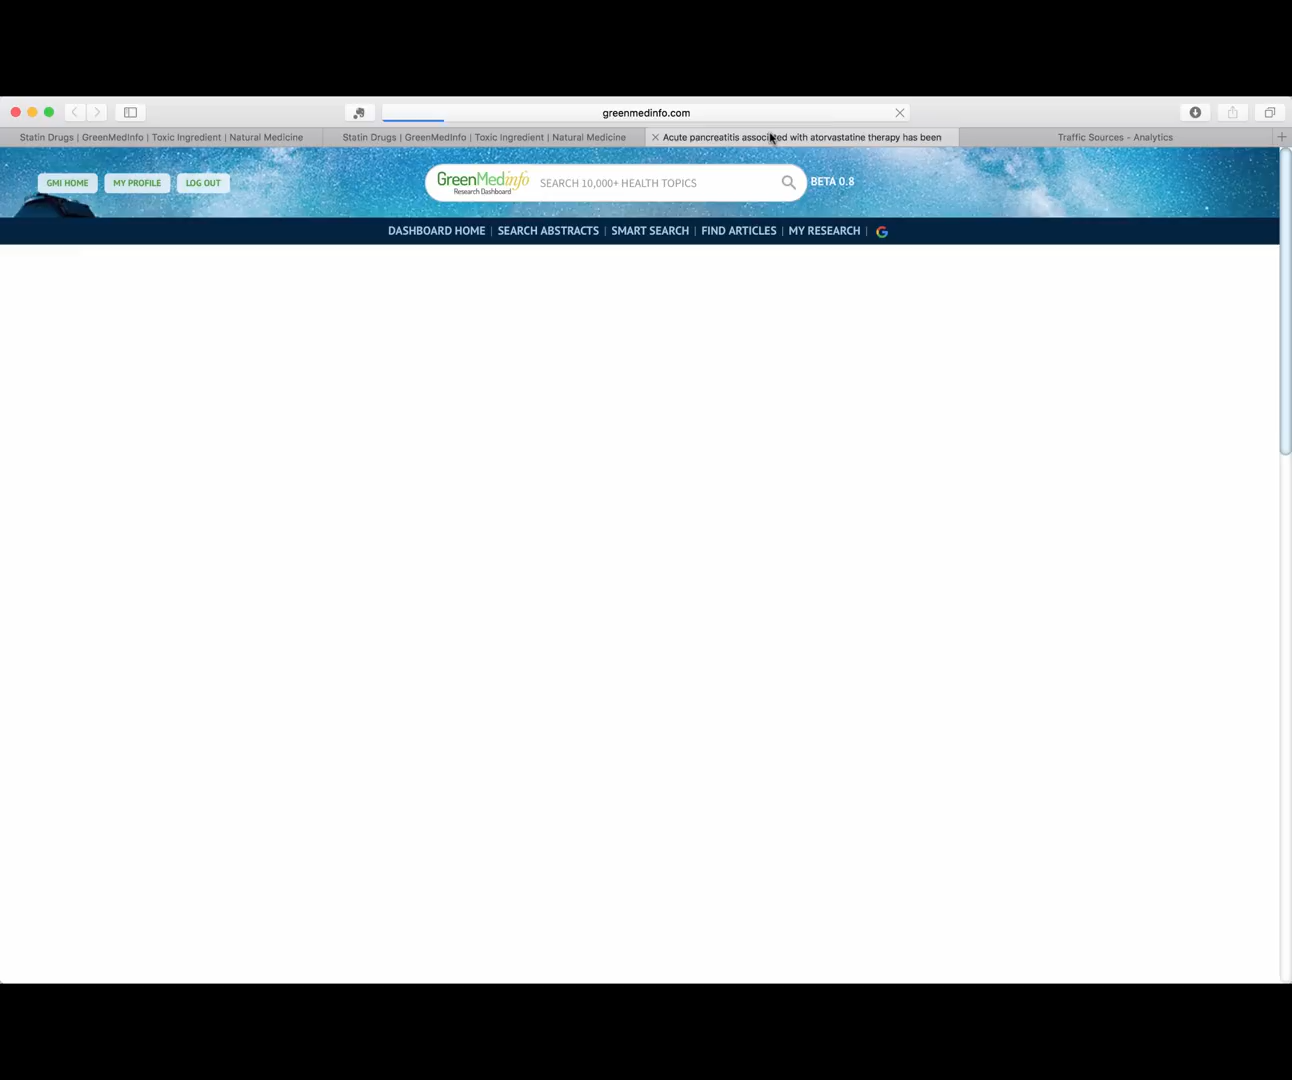 greenmedinfo.com
Statin Drugs | GreenMedInfo | Toxic Ingredient | Natural Medicine
Statin Drugs | GreenMedInfo | Toxic Ingredient | Natural Medicine
Acute pancreatitis associated with atorvastatine therapy has been
Traffic Sources – Analytics
GMI HOME
MY PROFILE
LOG OUT
GreenMedinfo
Research Dashboard
SEARCH 10,000+ HEALTH TOPICS
BETA 0.8
DASHBOARD HOME | SEARCH ABSTRACTS | SMART SEARCH | FIND ARTICLES | MY RESEARCH |